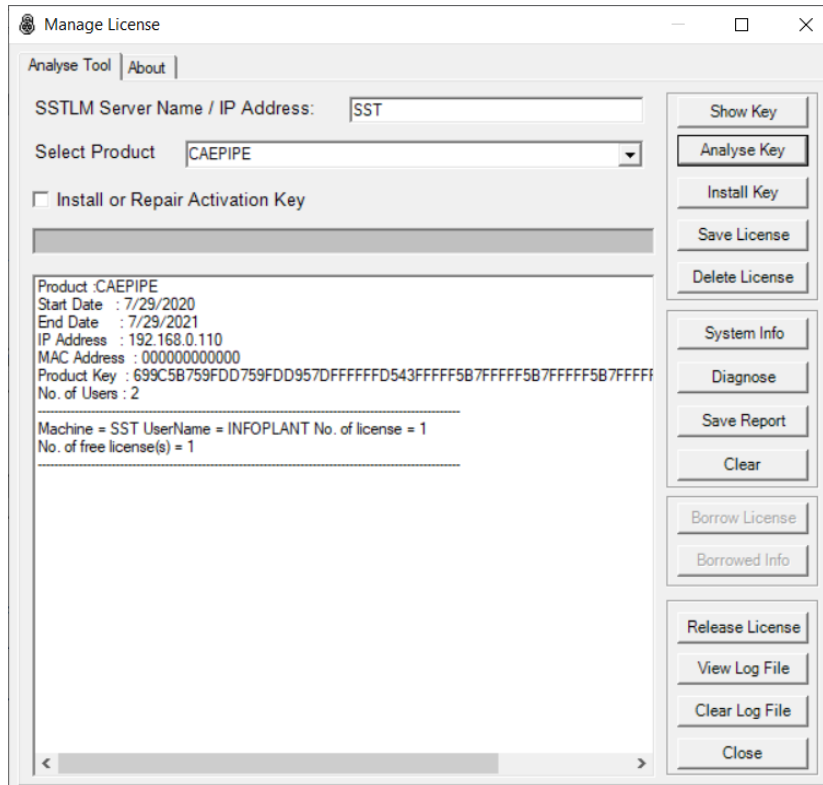 Manage License
Analyse Tool
About
SSTLM Server Name / IP Address:
SST
Select Product
CAEPIPE
Install or Repair Activation Key
Product :CAEPIPE
Start Date : 7/29/2020
End Date : 7/29/2021
IP Address : 192.168.0.110
MAC Address : 000000000000
Product Key : 699C5B759FDD759FDD957DFFFFFFD543FFFFF5B7FFFFF5B7FFFFF5B7FFFFF
No. of Users : 2
Machine = SST UserName = INFOPLANT No. of license = 1
No. of free license(s) = 1
Show Key
Analyse Key
Install Key
Save License
Delete License
System Info
Diagnose
Save Report
Clear
Borrow License
Borrowed Info
Release License
View Log File
Clear Log File
Close